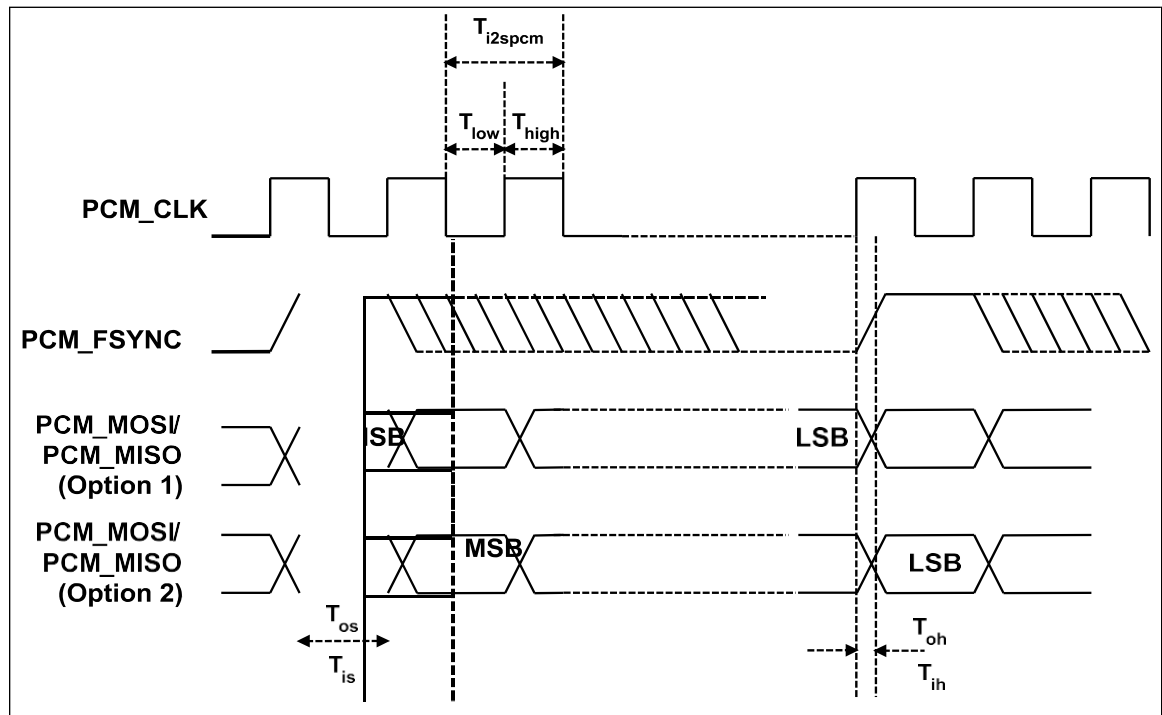 Ti2spcm
Tlow
Thigh
PCM_CLK
PCM_FSYNC
PCM_MOSI/
PCM_MISO
(Option 1)
ISB
LSB
PCM_MOSI/
PCM_MISO
(Option 2)
MSB
LSB
Tos
Tis
Toh
Tih